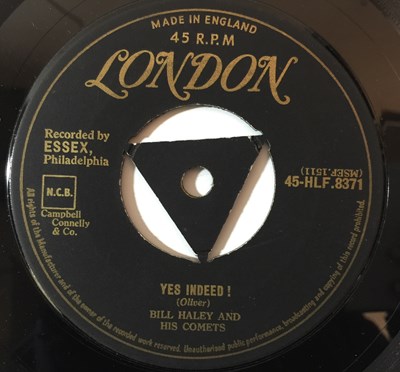 MADE IN ENGLAND
45 R.P.M
LONDON
Recorded by
ESSEX,
Philadelphia
N.C.B.
Campbell
Connelly
& Co.
(MSEF.1511)
45-HLF.8371
YES INDEED !
(Oliver)
BILL HALEY AND
HIS COMETS
All rights of the Manufacturer and of the owner of the recorded work reserved. Unauthorised public performance, broadcasting and copying of this record prohibited.